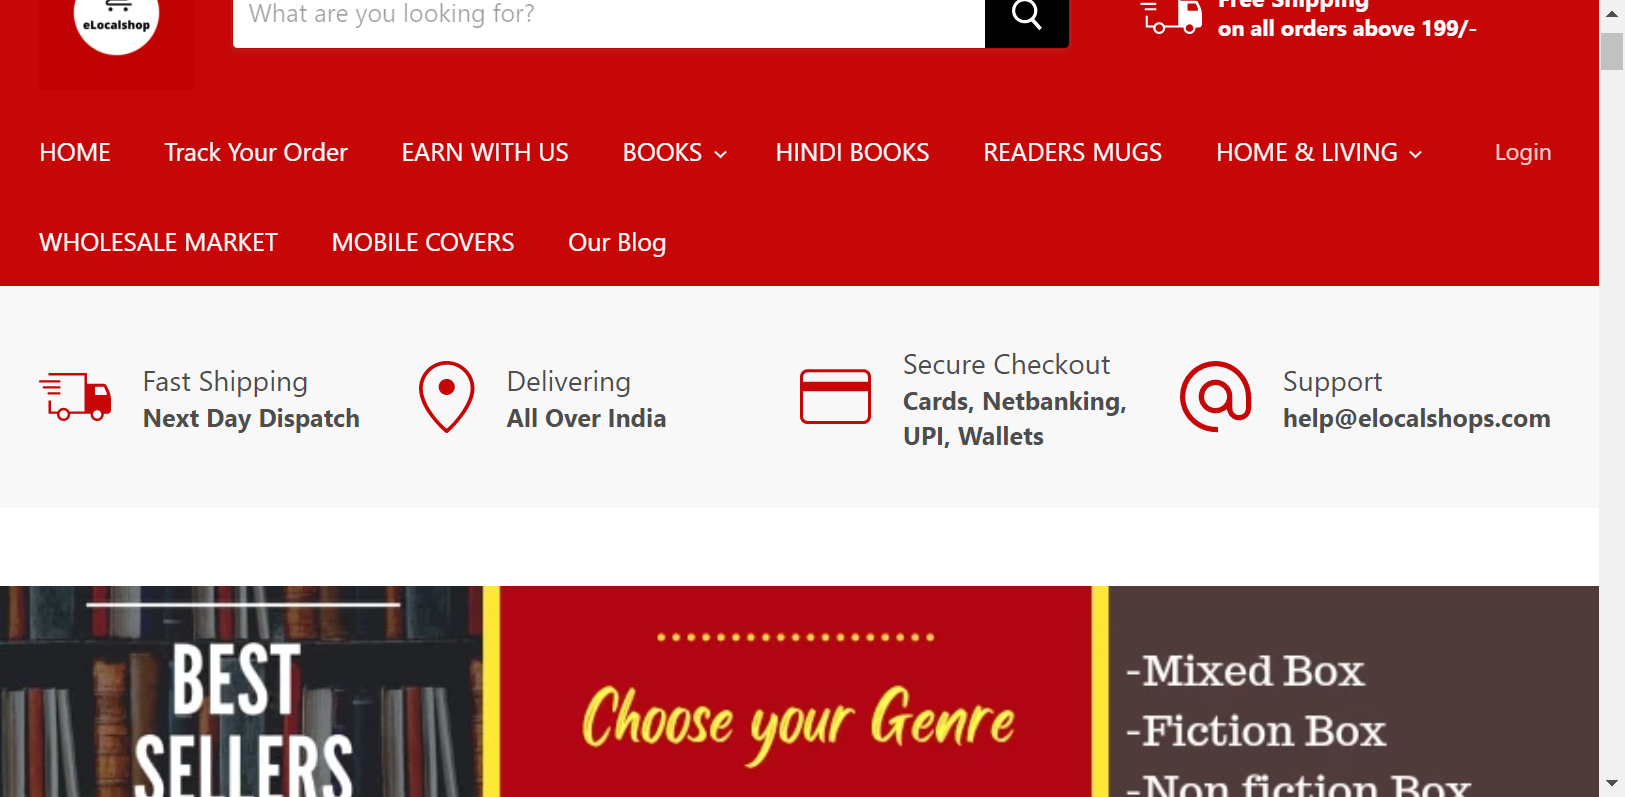 eLocalshop
What are you looking for?
Free Shipping
on all orders above 199/-
HOME
Track Your Order
EARN WITH US
BOOKS
HINDI BOOKS
READERS MUGS
HOME & LIVING
Login
WHOLESALE MARKET
MOBILE COVERS
Our Blog
Fast Shipping
Next Day Dispatch
Delivering
All Over India
Secure Checkout
Cards, Netbanking,
UPI, Wallets
Support
help@elocalshops.com
BEST
SELLERS
Choose your Genre
-Mixed Box
-Fiction Box
-Non fiction Box